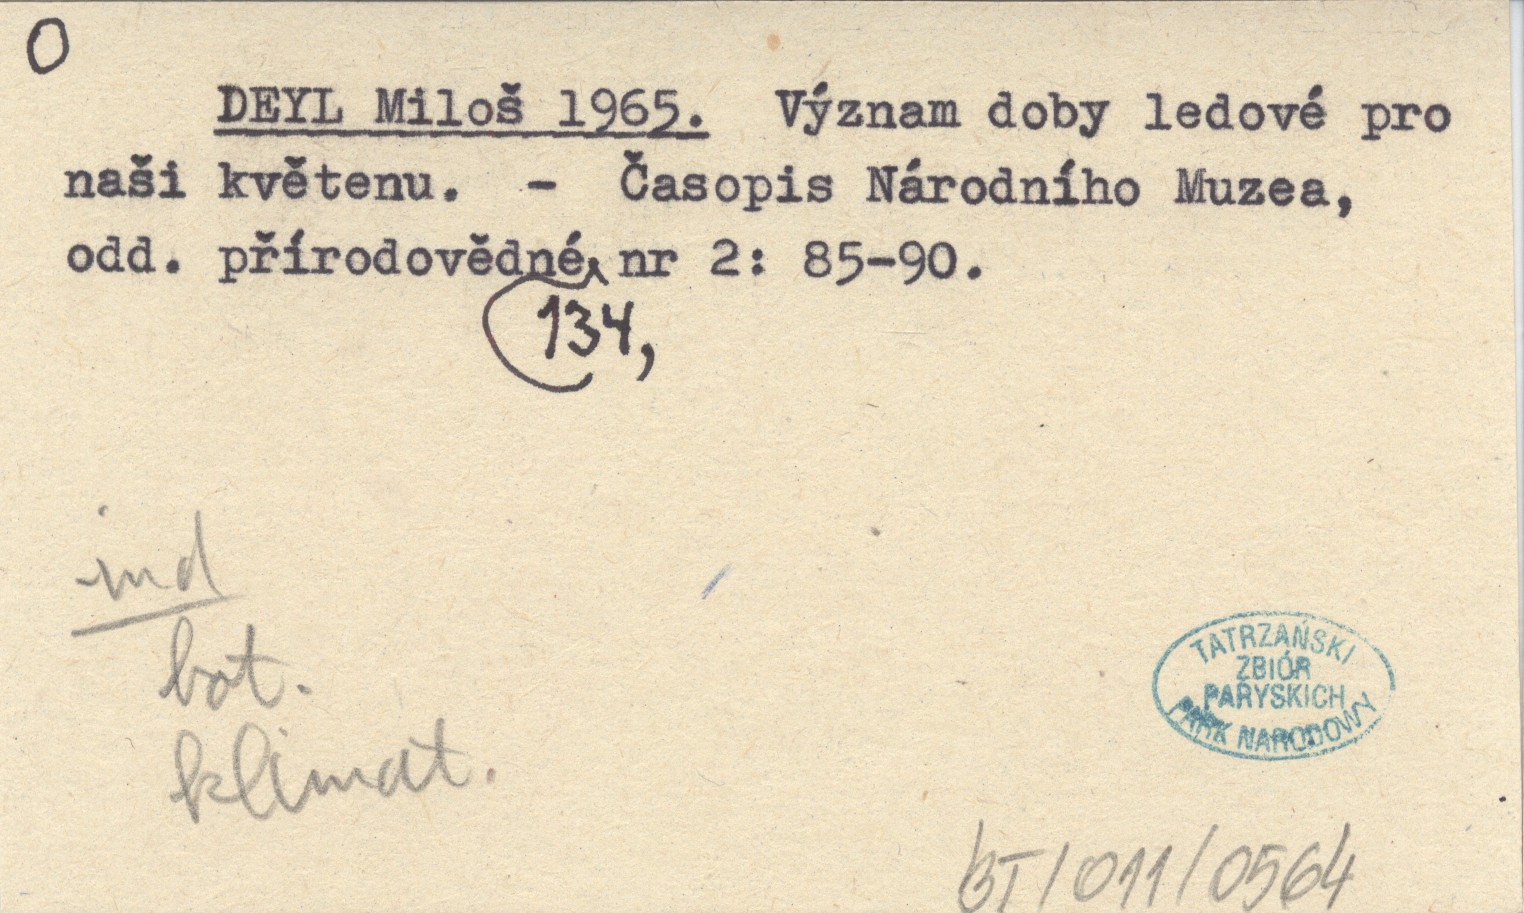 O
DEYL Miloš 1965. Význam doby ledové pro
naši květenu. - Časopis Národního Muzea,
odd. přírodovědné, nr 2: 85-90.
134,
ind
bot.
klimat.
TATRZAŃSKI
ZBIÓR
PARYSKICH
PARK NARODOWY
BT/011/0564